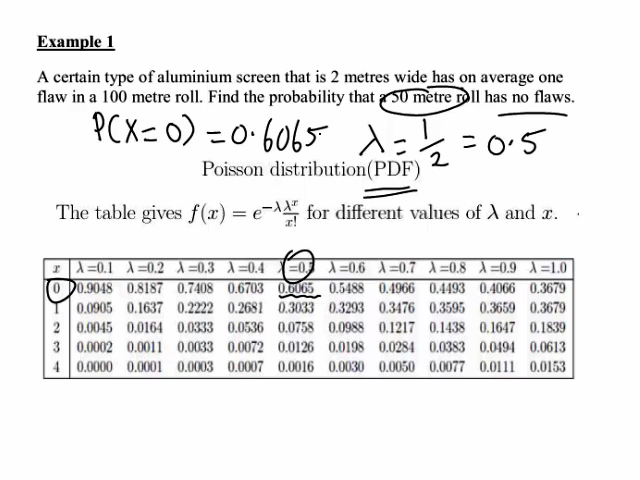 Example 1
A certain type of aluminium screen that is 2 metres wide has on average one
flaw in a 100 metre roll. Find the probability that a 50 metre roll has no flaws.
P(X=0) = 0.6065 λ = 1/2 = 0.5
Poisson distribution(PDF)
The table gives f(x) = e^{-λ} λ^x/x! for different values of λ and x.
x λ=0.1 λ=0.2 λ=0.3 λ=0.4 λ=0.5 λ=0.6 λ=0.7 λ=0.8 λ=0.9 λ=1.0
0 0.9048 0.8187 0.7408 0.6703 0.6065 0.5488 0.4966 0.4493 0.4066 0.3679
1 0.0905 0.1637 0.2222 0.2681 0.3033 0.3293 0.3476 0.3595 0.3659 0.3679
2 0.0045 0.0164 0.0333 0.0536 0.0758 0.0988 0.1217 0.1438 0.1647 0.1839
3 0.0002 0.0011 0.0033 0.0072 0.0126 0.0198 0.0284 0.0383 0.0494 0.0613
4 0.0000 0.0001 0.0003 0.0007 0.0016 0.0030 0.0050 0.0077 0.0111 0.0153